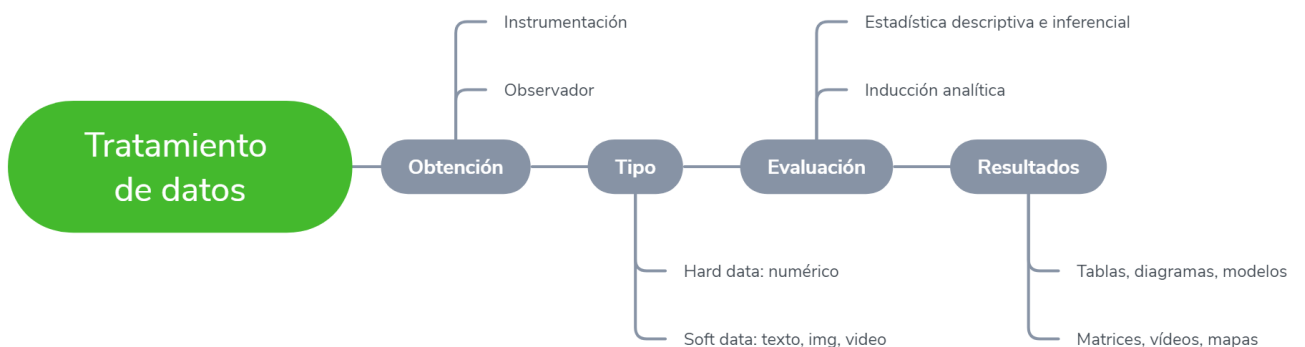 Tratamiento
de datos
Obtención
Instrumentación
Observador
Tipo
Hard data: numérico
Soft data: texto, img, video
Evaluación
Estadística descriptiva e inferencial
Inducción analítica
Resultados
Tablas, diagramas, modelos
Matrices, vídeos, mapas